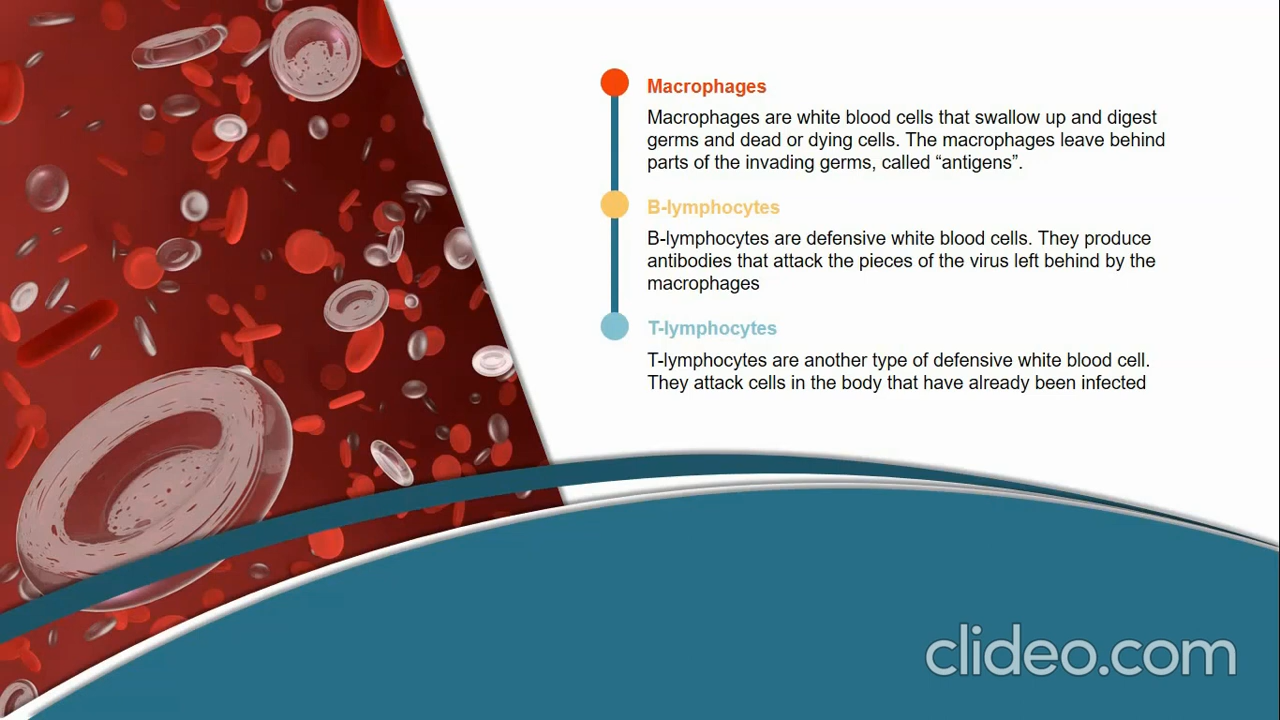 Macrophages
Macrophages are white blood cells that swallow up and digest
germs and dead or dying cells. The macrophages leave behind
parts of the invading germs, called “antigens”.
B-lymphocytes
B-lymphocytes are defensive white blood cells. They produce
antibodies that attack the pieces of the virus left behind by the
macrophages
T-lymphocytes
T-lymphocytes are another type of defensive white blood cell.
They attack cells in the body that have already been infected
clideo.com